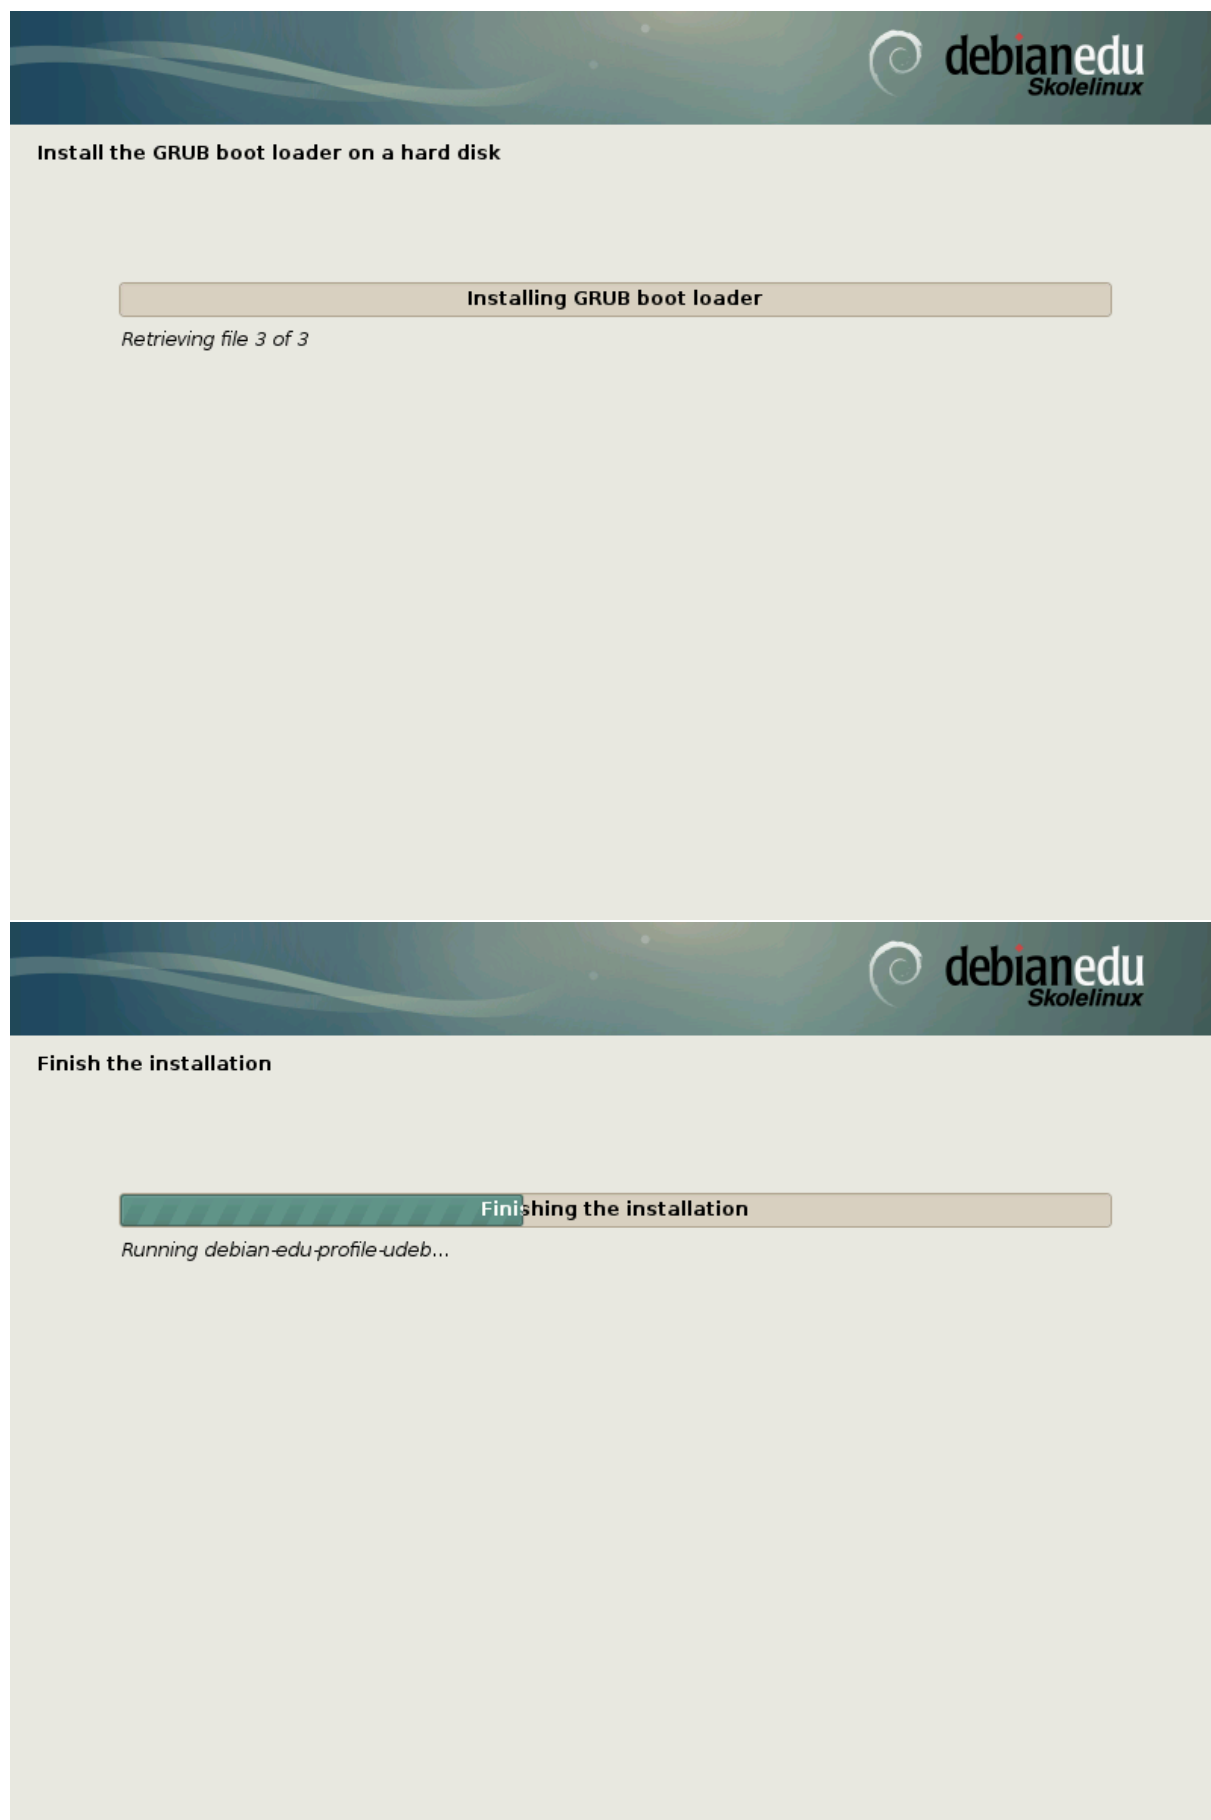 debianedu
Skolelinux
Install the GRUB boot loader on a hard disk
Installing GRUB boot loader
Retrieving file 3 of 3
debianedu
Skolelinux
Finish the installation
Finishing the installation
Running debian-edu-profile-udeb...